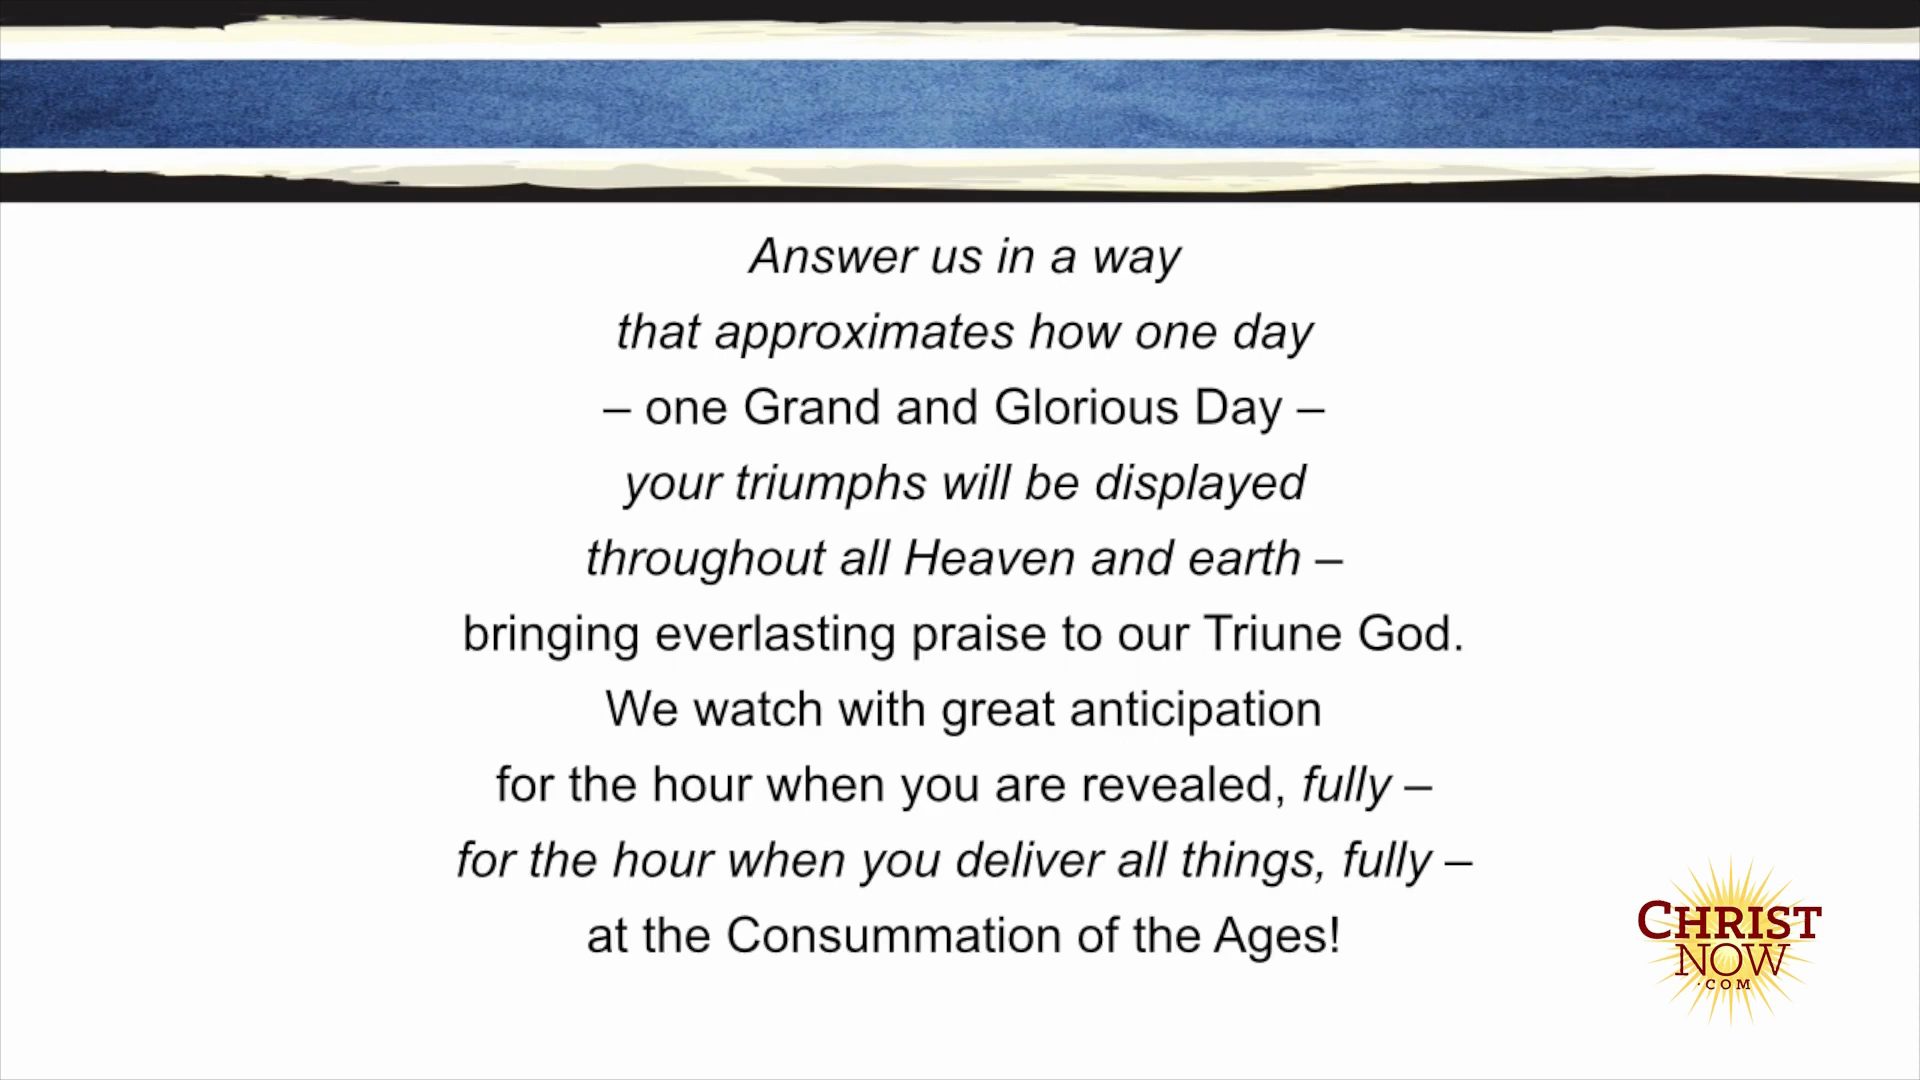 Answer us in a way
that approximates how one day
– one Grand and Glorious Day –
your triumphs will be displayed
throughout all Heaven and earth –
bringing everlasting praise to our Triune God.
We watch with great anticipation
for the hour when you are revealed, fully –
for the hour when you deliver all things, fully –
at the Consummation of the Ages!
CHRIST
NOW
.COM